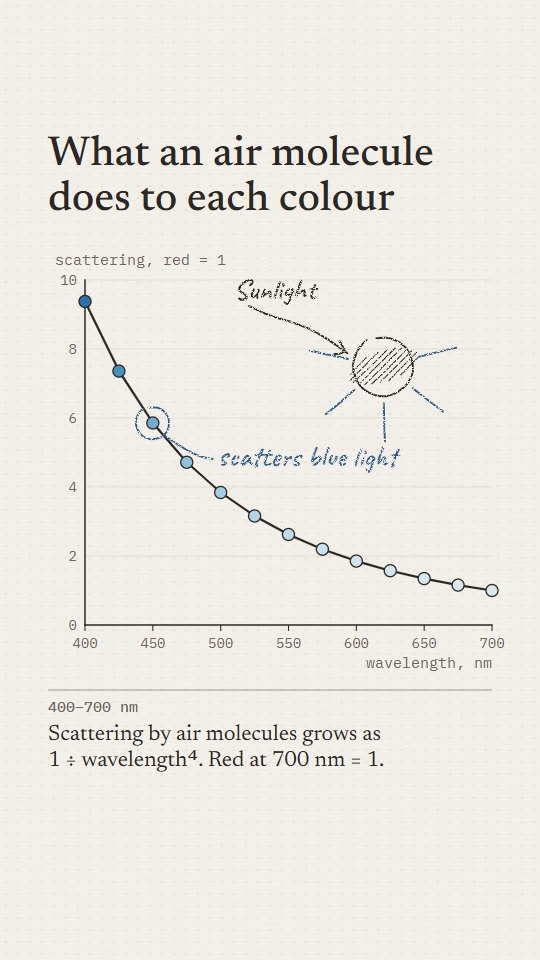 What an air molecule
does to each colour
scattering, red = 1
10
Sunlight
8
6
scatters blue light
4
2
0
400 450 500 550 600 650 700
wavelength, nm
400–700 nm
Scattering by air molecules grows as
1 ÷ wavelength⁴. Red at 700 nm = 1.